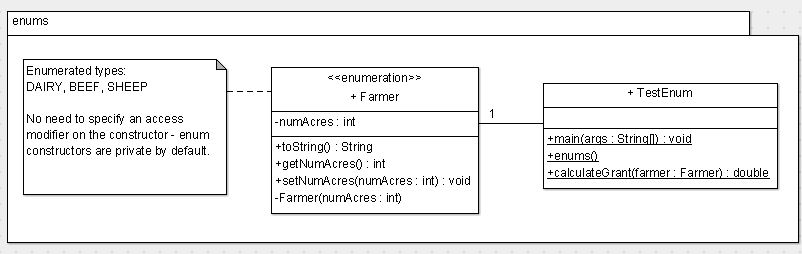 enums
Enumerated types:
DAIRY, BEEF, SHEEP
No need to specify an access
modifier on the constructor - enum
constructors are private by default.
<<enumeration>>
+ Farmer
-numAcres : int
+toString() : String
+getNumAcres() : int
+setNumAcres(numAcres : int) : void
-Farmer(numAcres : int)
1
+ TestEnum
+main(args : String[]) : void
+enums()
+calculateGrant(farmer : Farmer) : double